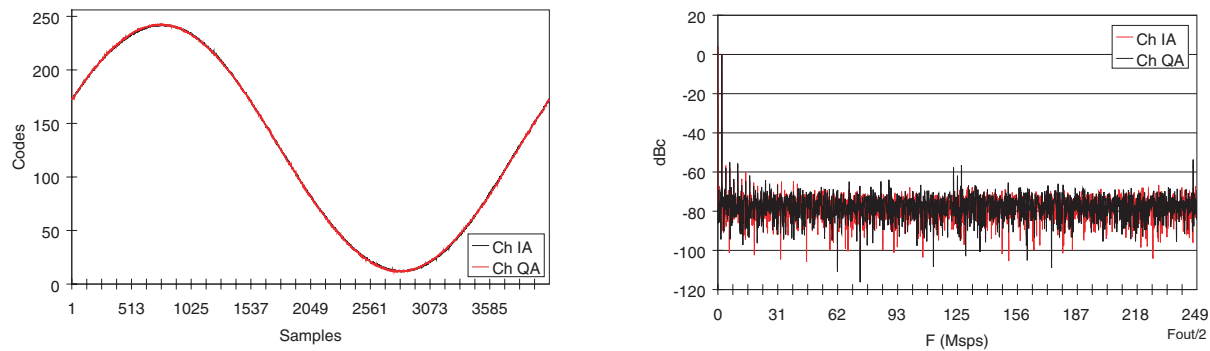 250
200
150
100
50
0
Codes
1 513 1025 1537 2049 2561 3073 3585
Samples
Ch IA
Ch QA
20
0
-20
-40
-60
-80
-100
-120
dBc
0 31 62 93 125 156 187 218 249
F (Msps)
Fout/2
Ch IA
Ch QA